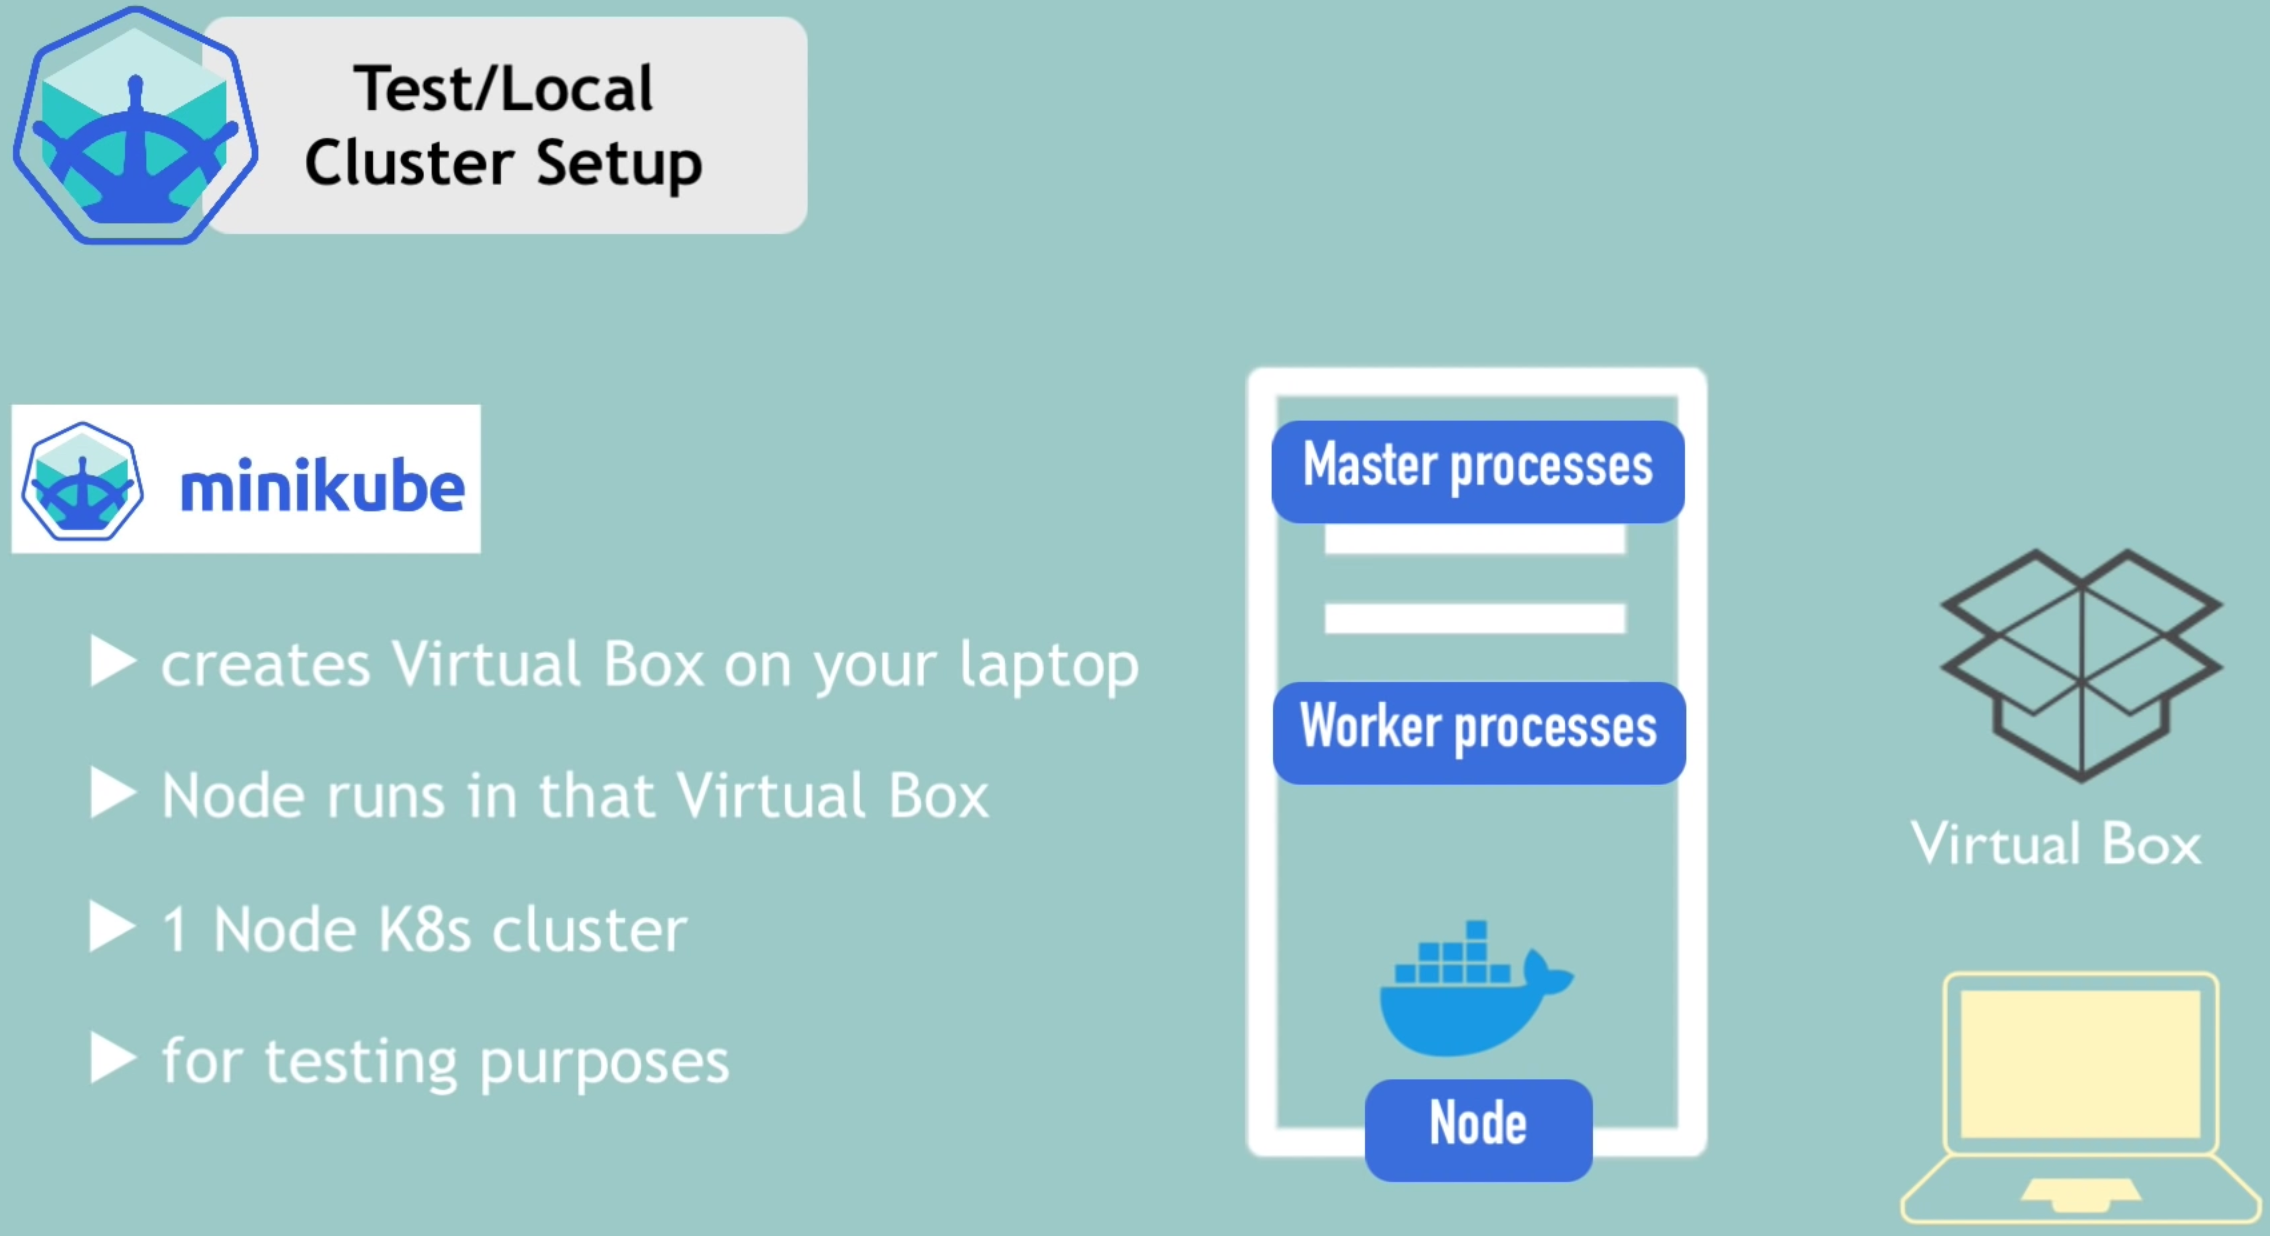 Test/Local
Cluster Setup
minikube
creates Virtual Box on your laptop
Node runs in that Virtual Box
1 Node K8s cluster
for testing purposes
Master processes
Worker processes
Node
Virtual Box